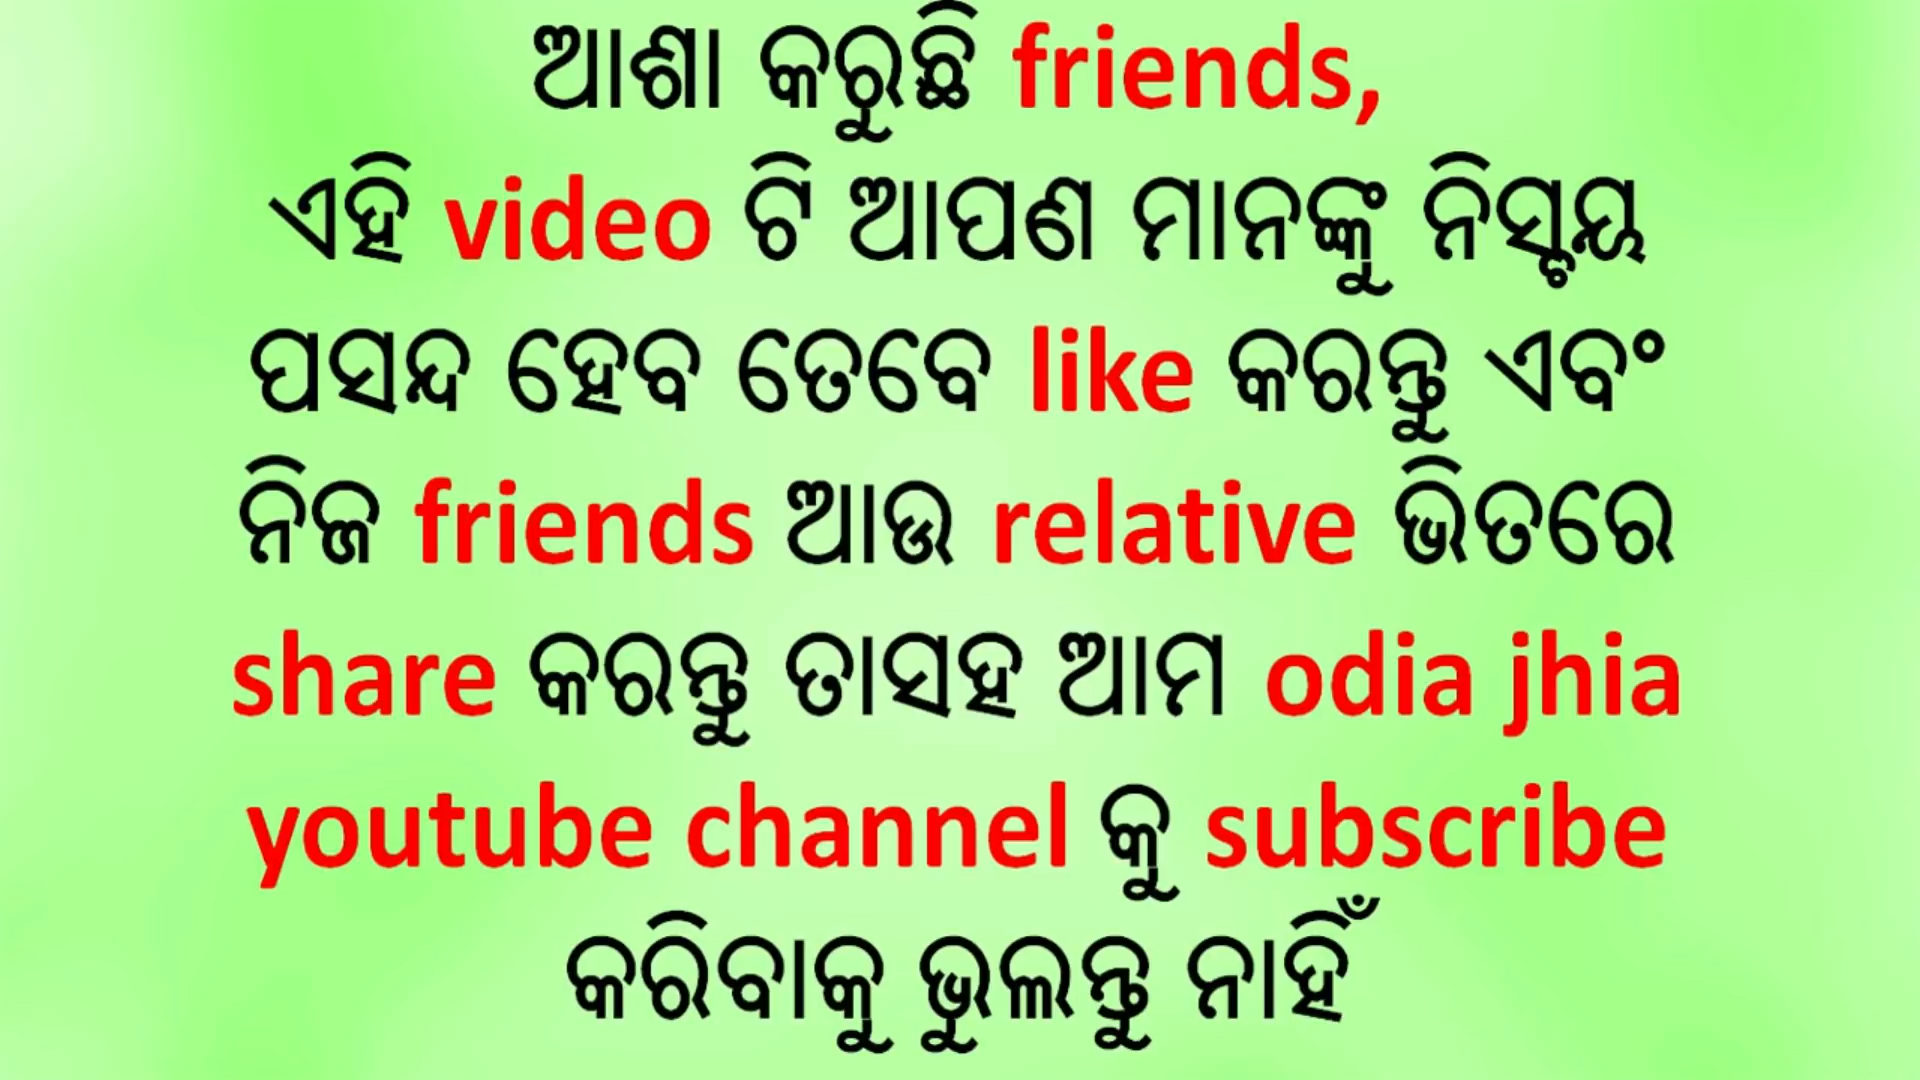 ଆଶା କରୁଛି friends,
ଏହି video ଟି ଆପଣ ମାନଙ୍କୁ ନିସ୍ଚୟ
ପସନ୍ଦ ହେବ ତେବେ like କରନ୍ତୁ ଏବଂ
ନିଜ friends ଆଉ relative ଭିତରେ
share କରନ୍ତୁ ତାସହ ଆମ odia jhia
youtube channel କୁ subscribe
କରିବାକୁ ଭୁଲନ୍ତୁ ନାହିଁ